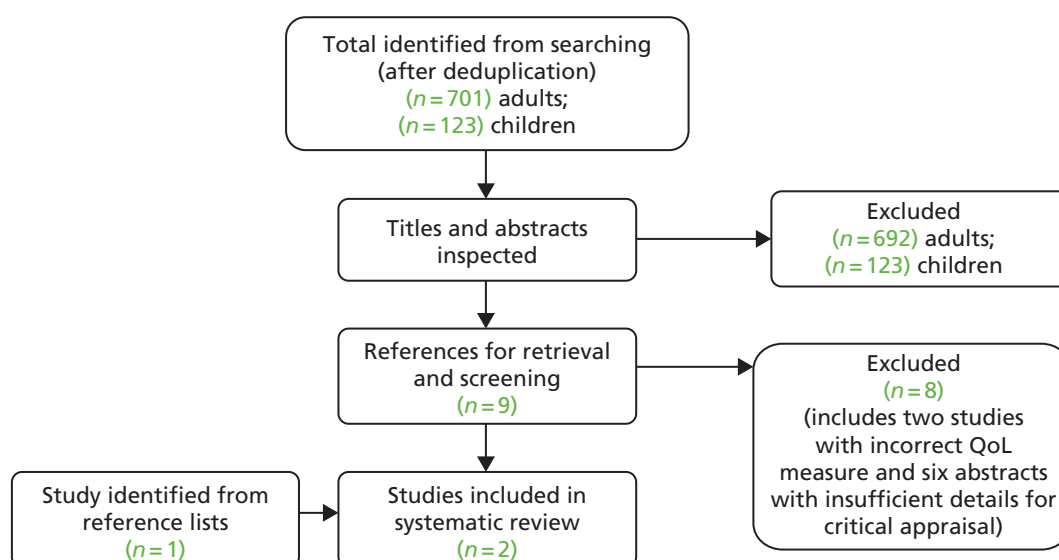 Total identified from searching
(after deduplication)
(n=701) adults;
(n=123) children
Titles and abstracts
inspected
Excluded
(n=692) adults;
(n=123) children
References for retrieval
and screening
(n=9)
Excluded
(n=8)
(includes two studies
with incorrect QoL
measure and six abstracts
with insufficient details for
critical appraisal)
Study identified from
reference lists
(n=1)
Studies included in
systematic review
(n=2)